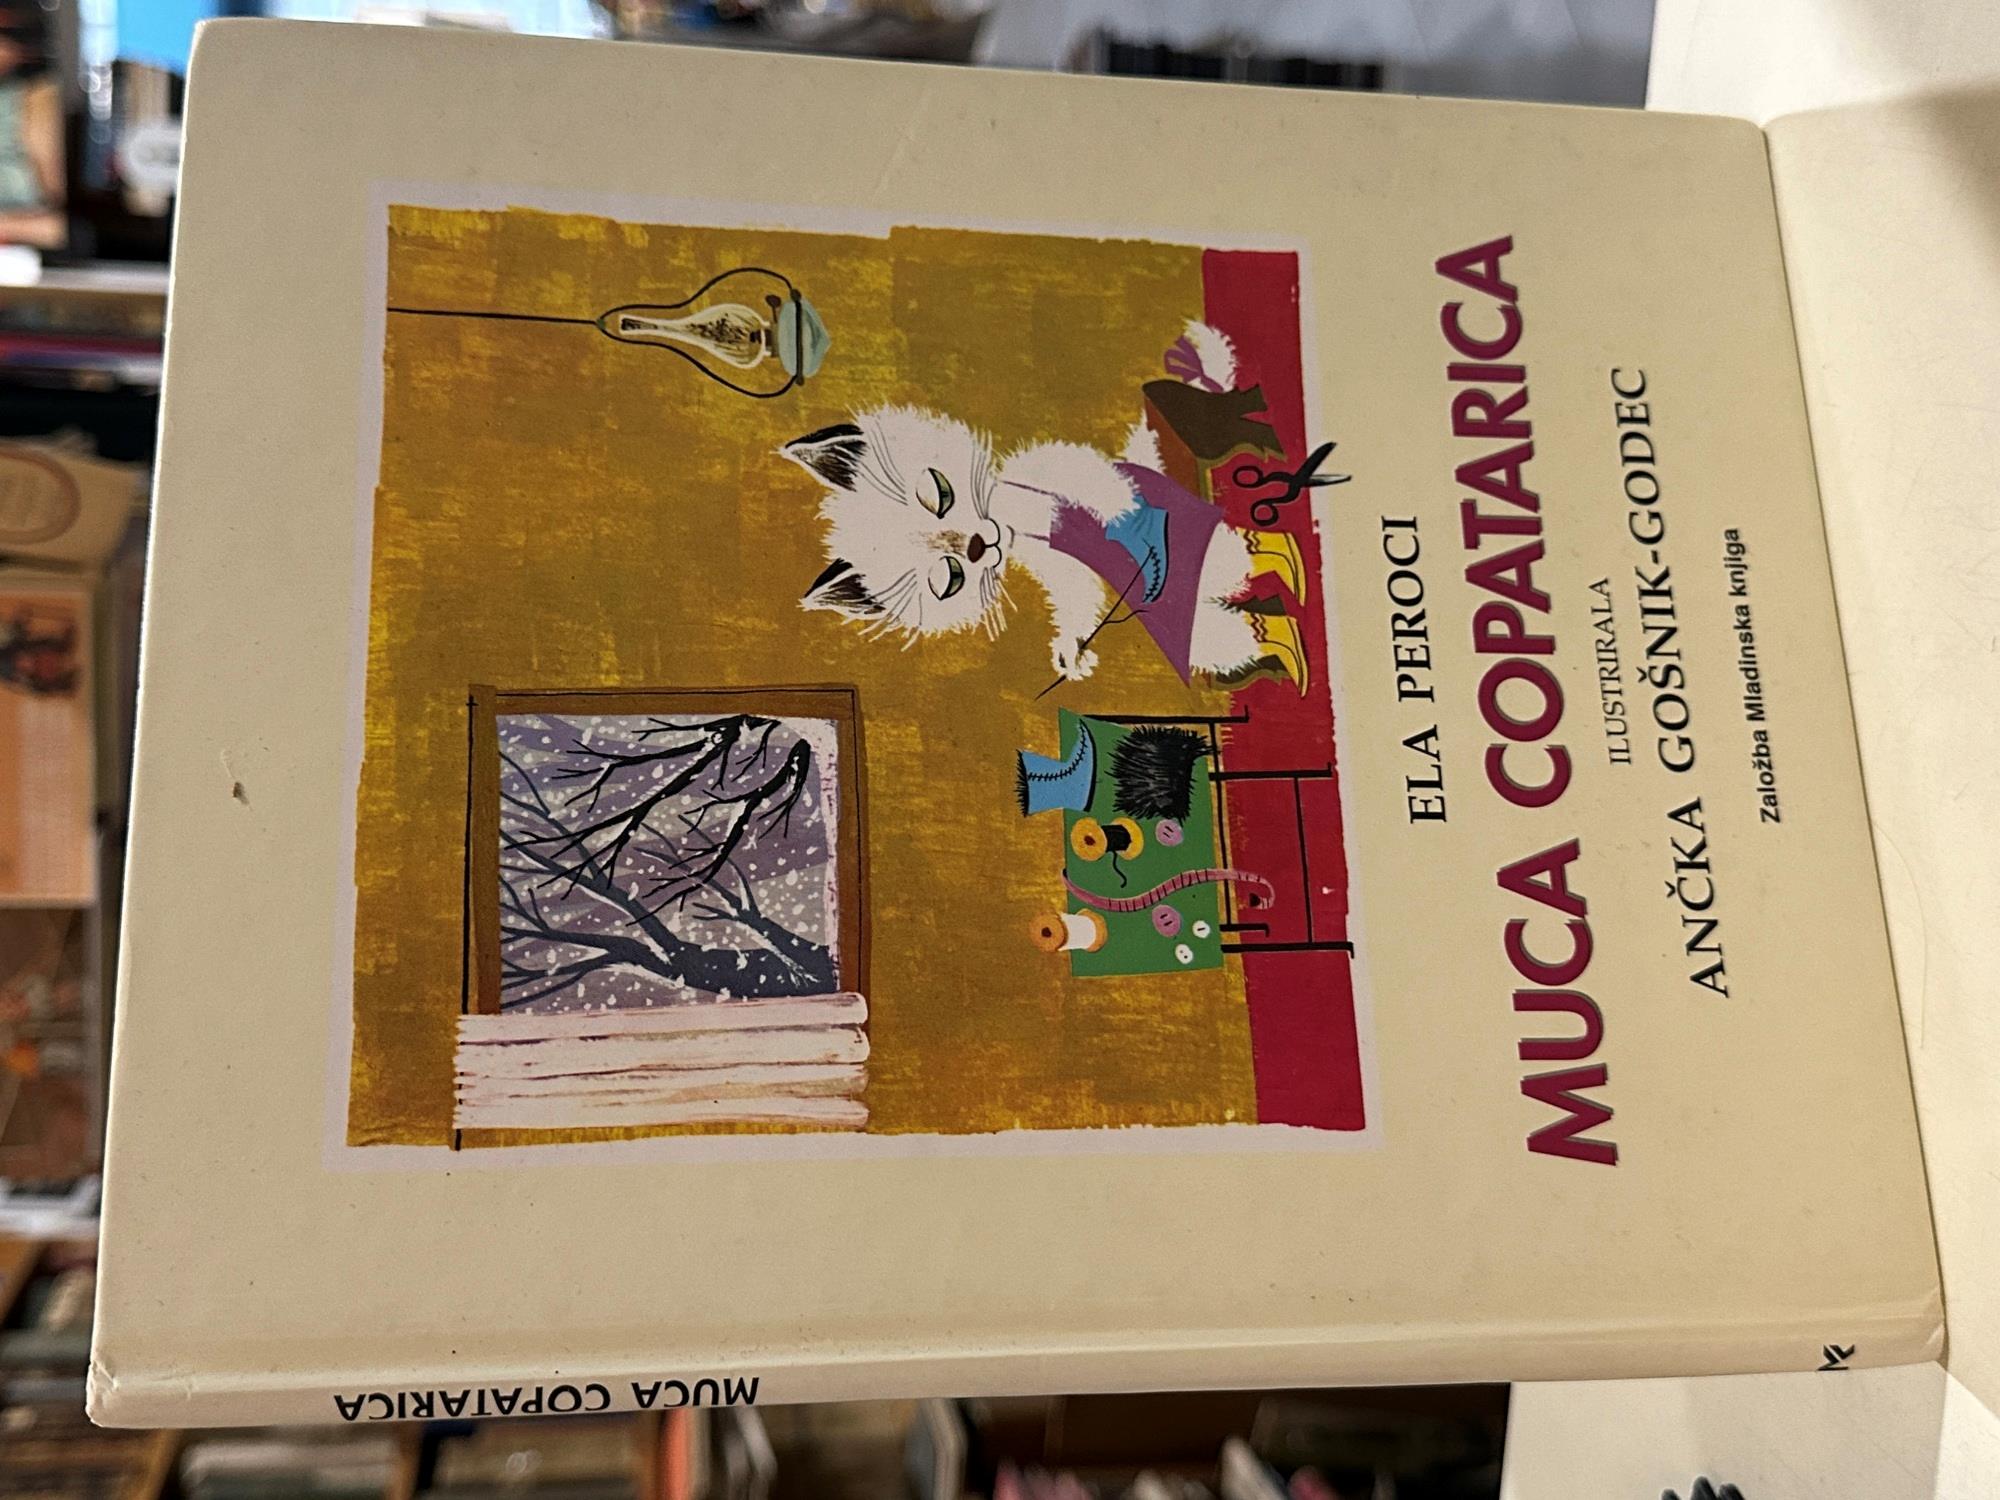 ELA PEROCI
MUCA COPATARICA
ILUSTRIRALA
ANČKA GOŠNIK-GODEC
Založba Mladinska knjiga
MUCA COPATARICA